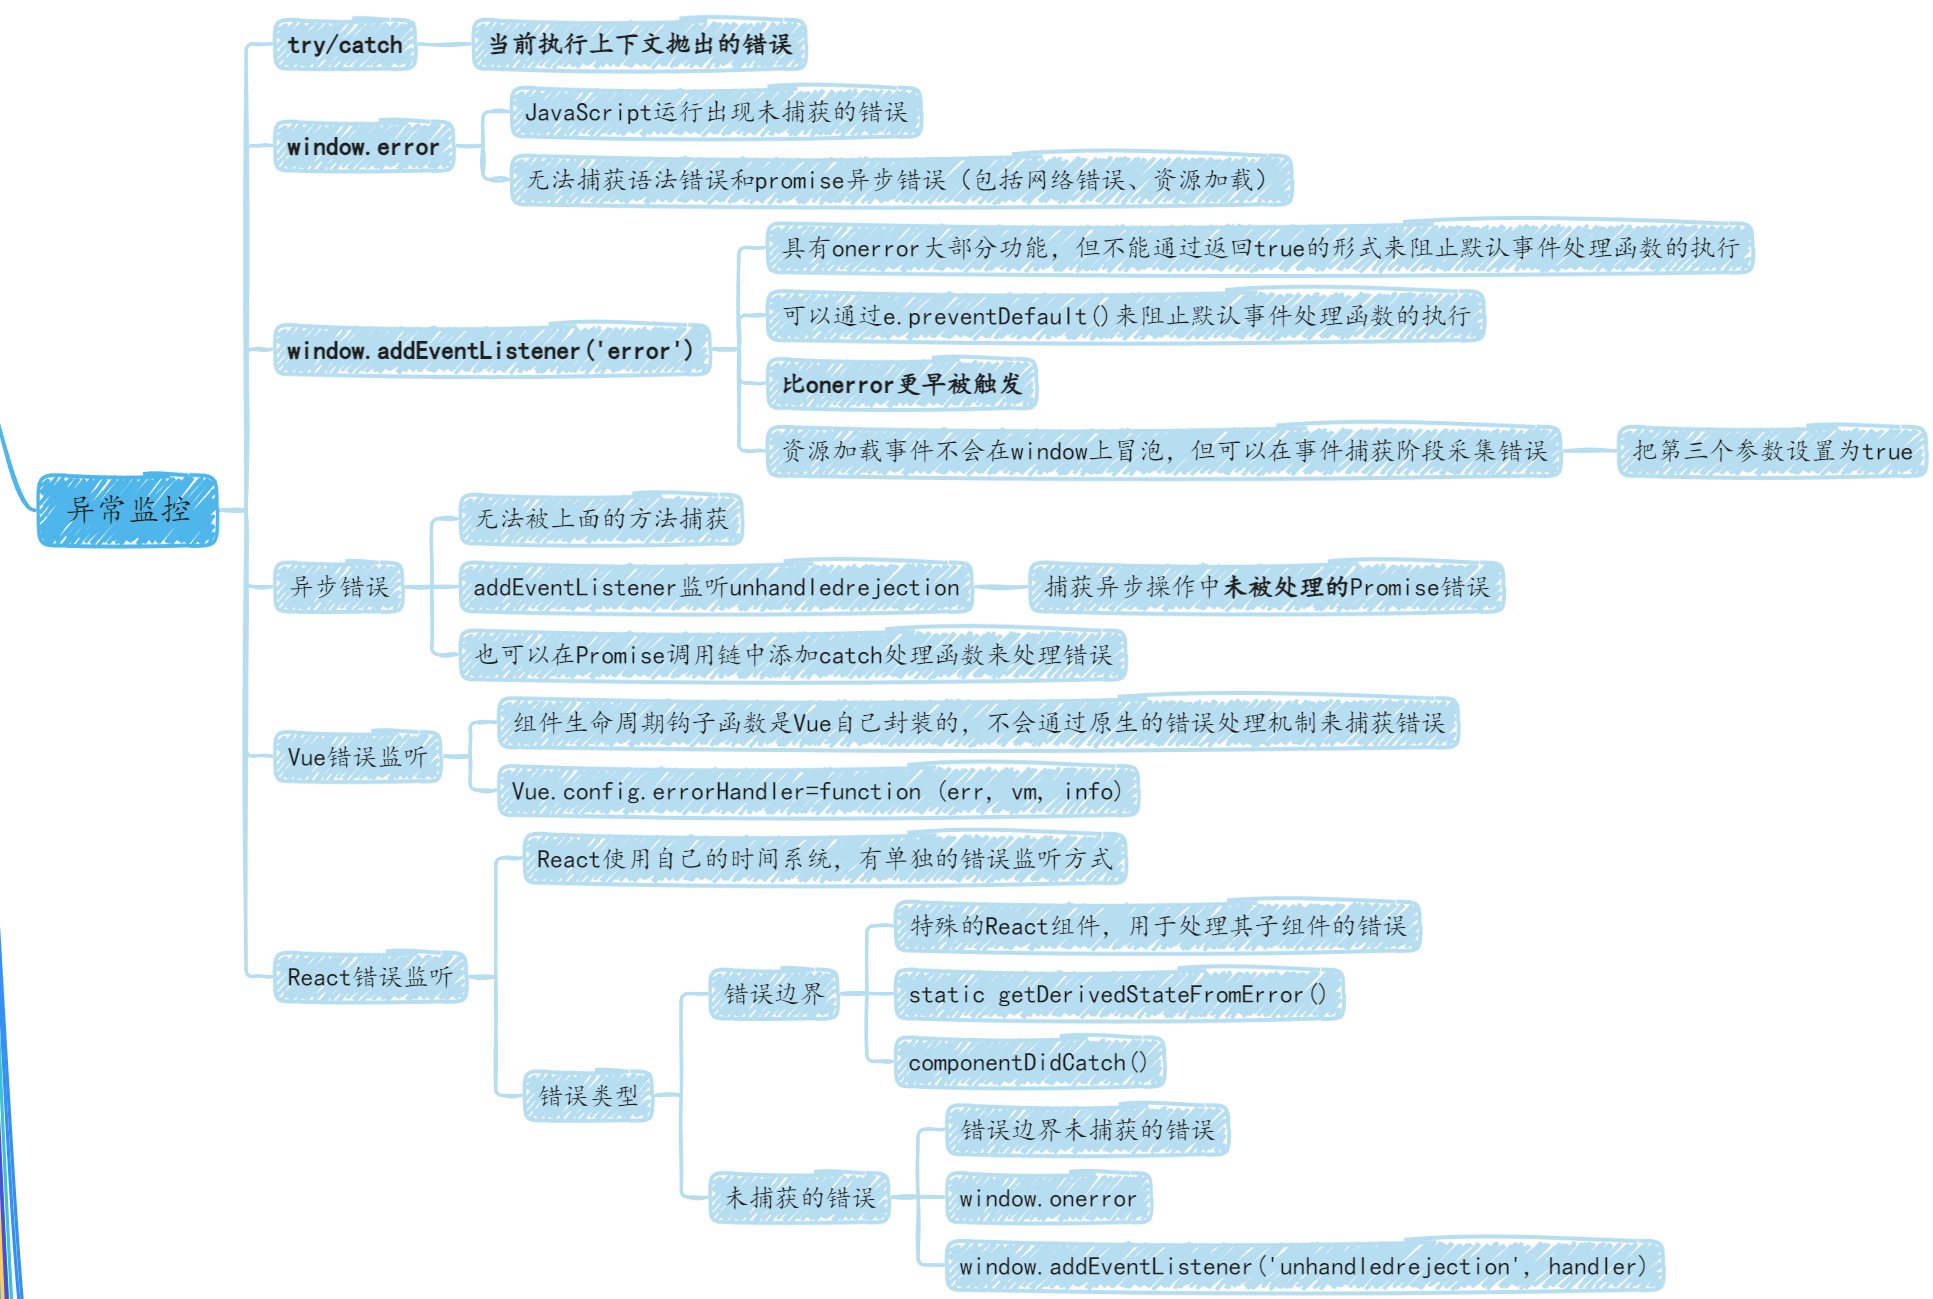 异常监控
try/catch
当前执行上下文抛出的错误
window.error
JavaScript运行出现未捕获的错误
无法捕获语法错误和promise异步错误（包括网络错误、资源加载）
window.addEventListener('error')
具有onerror大部分功能，但不能通过返回true的形式来阻止默认事件处理函数的执行
可以通过e.preventDefault()来阻止默认事件处理函数的执行
比onerror更早被触发
资源加载事件不会在window上冒泡，但可以在事件捕获阶段采集错误
把第三个参数设置为true
异步错误
无法被上面的方法捕获
addEventListener监听unhandledrejection
捕获异步操作中未被处理的Promise错误
也可以在Promise调用链中添加catch处理函数来处理错误
Vue错误监听
组件生命周期钩子函数是Vue自己封装的，不会通过原生的错误处理机制来捕获错误
Vue.config.errorHandler=function (err, vm, info)
React错误监听
React使用自己的时间系统，有单独的错误监听方式
错误类型
错误边界
特殊的React组件，用于处理其子组件的错误
static getDerivedStateFromError()
componentDidCatch()
未捕获的错误
错误边界未捕获的错误
window.onerror
window.addEventListener('unhandledrejection', handler)